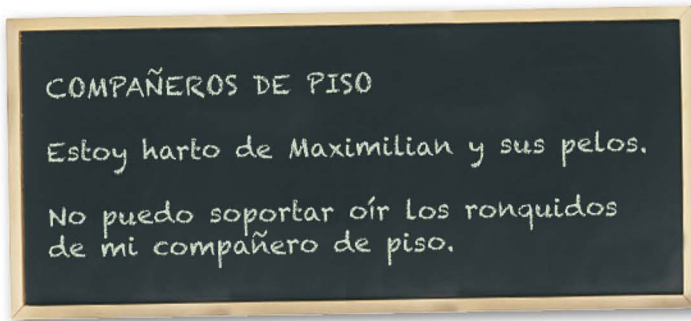 COMPAÑEROS DE PISO
Estoy harto de Maximilian y sus pelos.
No puedo soportar oír los ronquidos
de mi compañero de piso.